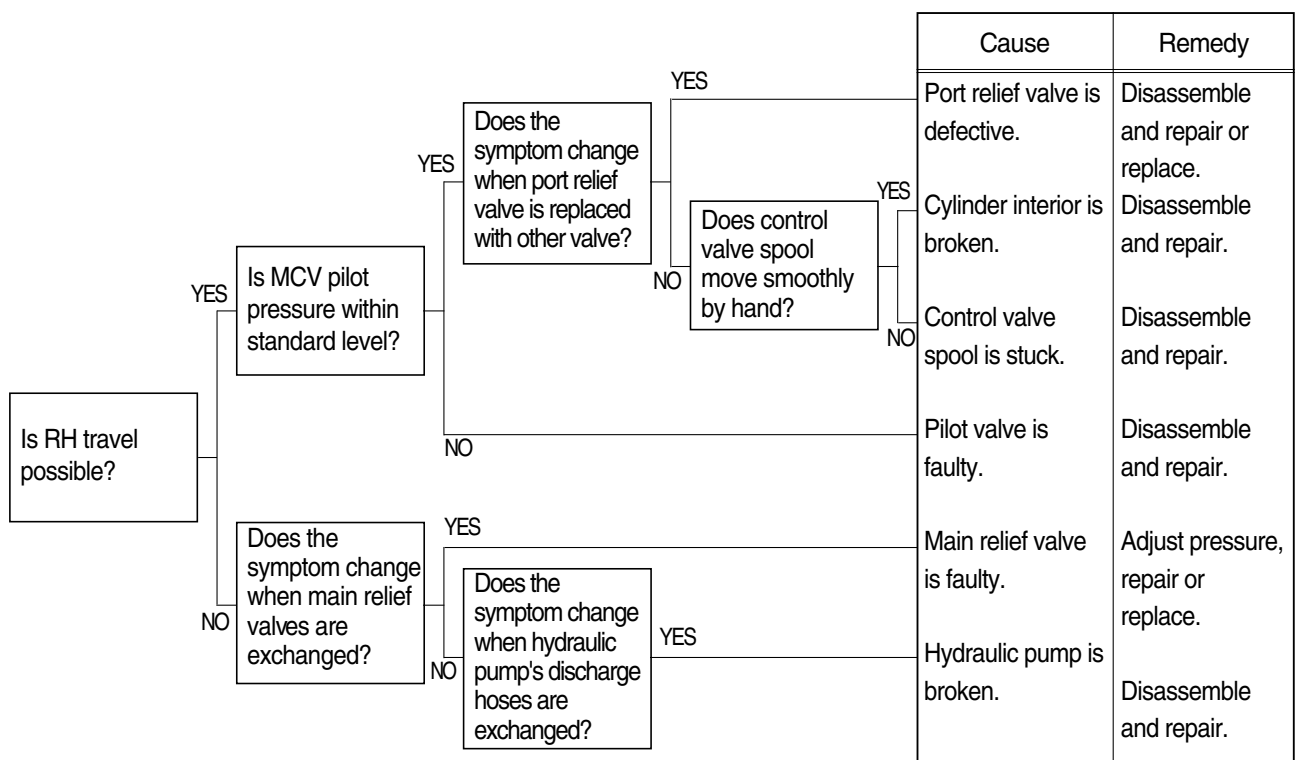 Cause
Remedy
YES
Port relief valve is
defective.
Disassemble
and repair or
replace.
Does the
symptom change
when port relief
valve is replaced
with other valve?
YES
YES
Cylinder interior is
broken.
Disassemble
and repair.
Does control
valve spool
move smoothly
by hand?
NO
Is MCV pilot
pressure within
standard level?
YES
NO
Control valve
spool is stuck.
Disassemble
and repair.
Is RH travel
possible?
NO
Pilot valve is
faulty.
Disassemble
and repair.
YES
Main relief valve
is faulty.
Adjust pressure,
repair or
replace.
Does the
symptom change
when main relief
valves are
exchanged?
NO
Does the
symptom change
when hydraulic
pump's discharge
hoses are
exchanged?
NO
YES
Hydraulic pump is
broken.
Disassemble
and repair.